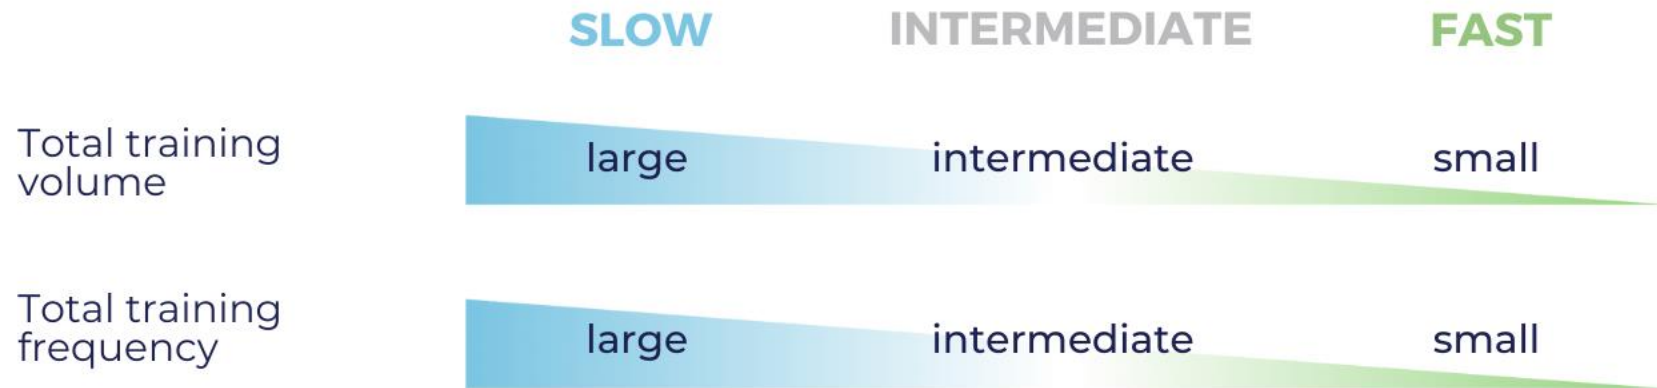 SLOW INTERMEDIATE FAST
Total training
volume
large intermediate small
Total training
frequency
large intermediate small